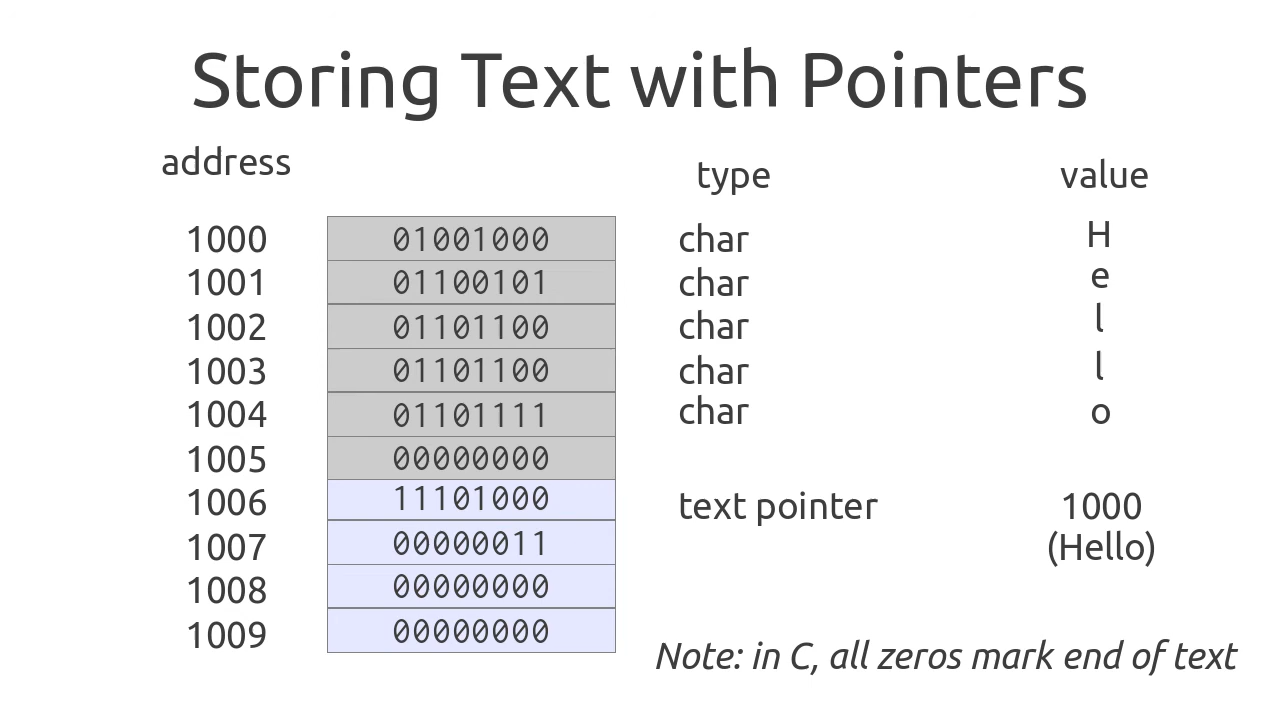 Storing Text with Pointers
address type value
1000 01001000 char H
1001 01100101 char e
1002 01101100 char l
1003 01101100 char l
1004 01101111 char o
1005 00000000
1006 11101000 text pointer 1000
1007 00000011 (Hello)
1008 00000000
1009 00000000
Note: in C, all zeros mark end of text